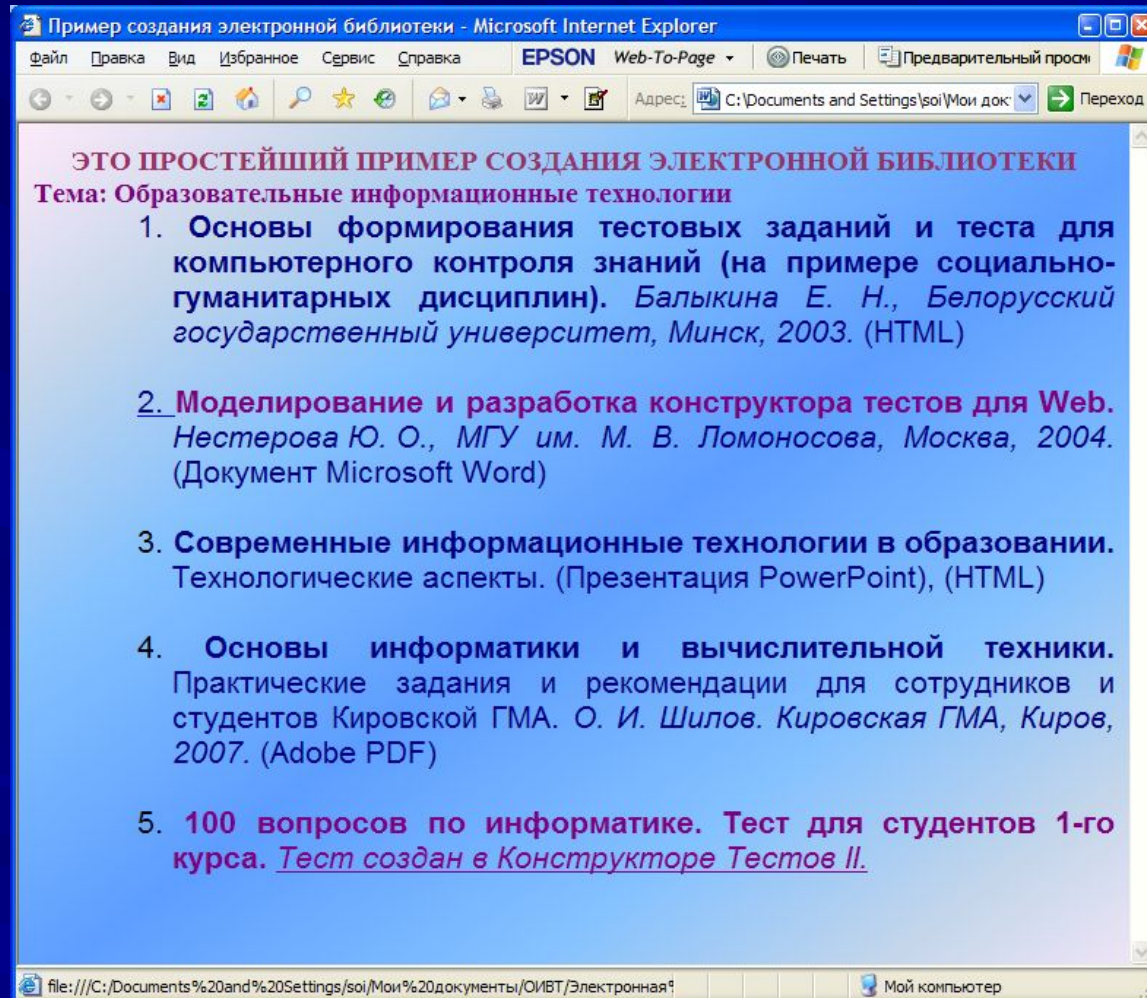 Пример создания электронной библиотеки - Microsoft Internet Explorer
Файл Правка Вид Избранное Сервис Справка EPSON Web-To-Page Печать Предварительный просм
Адрес: C:\Documents and Settings\soi\Мои док Переход
ЭТО ПРОСТЕЙШИЙ ПРИМЕР СОЗДАНИЯ ЭЛЕКТРОННОЙ БИБЛИОТЕКИ
Тема: Образовательные информационные технологии
1. Основы формирования тестовых заданий и теста для
компьютерного контроля знаний (на примере социально-
гуманитарных дисциплин). Балыкина Е. Н., Белорусский
государственный университет, Минск, 2003. (HTML)
2. Моделирование и разработка конструктора тестов для Web.
Нестерова Ю. О., МГУ им. М. В. Ломоносова, Москва, 2004.
(Документ Microsoft Word)
3. Современные информационные технологии в образовании.
Технологические аспекты. (Презентация PowerPoint), (HTML)
4. Основы информатики и вычислительной техники.
Практические задания и рекомендации для сотрудников и
студентов Кировской ГМА. О. И. Шилов. Кировская ГМА, Киров,
2007. (Adobe PDF)
5. 100 вопросов по информатике. Тест для студентов 1-го
курса. Тест создан в Конструкторе Тестов II.
file:///C:/Documents%20and%20Settings/soi/Мои%20документы/ОИВТ/Электронная% Мой компьютер